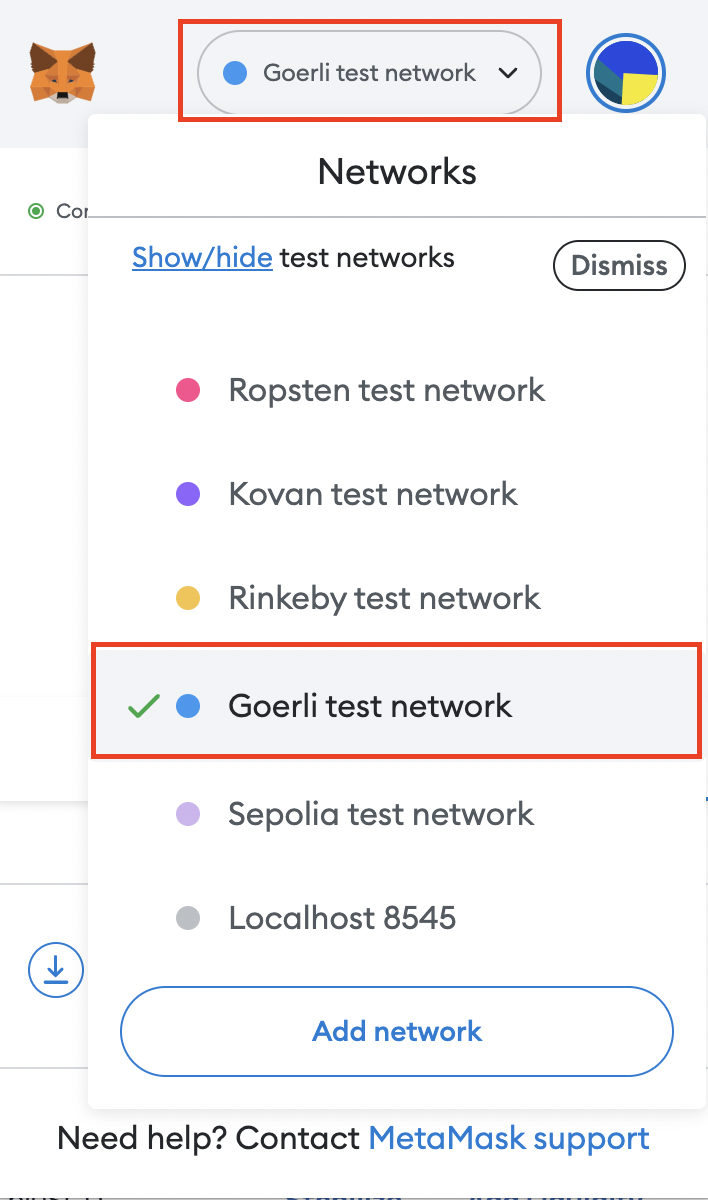 Goerli test network
Networks
Show/hide test networks
Dismiss
Ropsten test network
Kovan test network
Rinkeby test network
Goerli test network
Sepolia test network
Localhost 8545
Add network
Need help? Contact MetaMask support